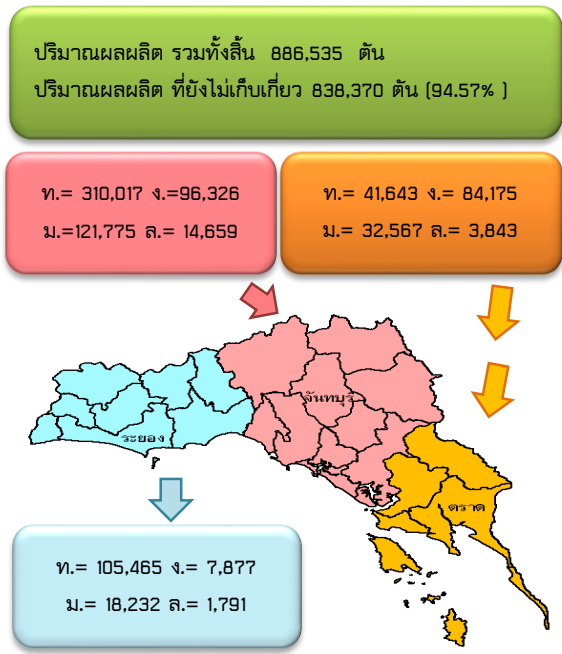 ปริมาณผลผลิต รวมทั้งสิ้น 886,535 ตัน
ปริมาณผลผลิต ที่ยังไม่เก็บเกี่ยว 838,370 ตัน (94.57% )
ท.= 310,017 ง.=96,326
ม.=121,775 ล.= 14,659
ท.= 41,643 ง.= 84,175
ม.= 32,567 ล.= 3,843
จันทบุรี
ระยอง
ตราด
ท.= 105,465 ง.= 7,877
ม.= 18,232 ล.= 1,791